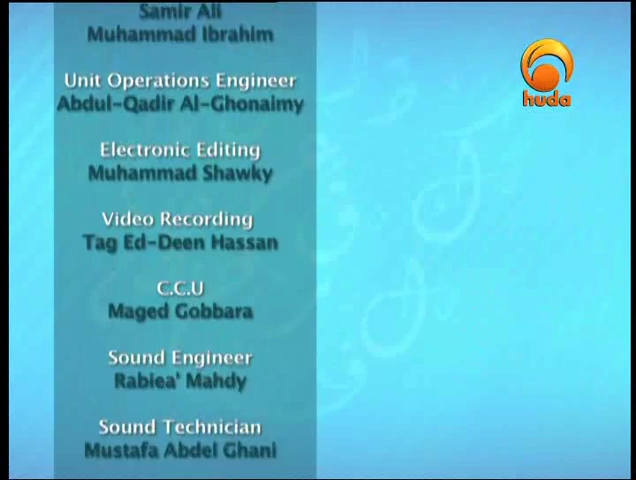 Samir Ali
Muhammad Ibrahim
Unit Operations Engineer
Abdul-Qadir Al-Ghonaimy
Electronic Editing
Muhammad Shawky
Video Recording
Tag Ed-Deen Hassan
C.C.U
Maged Gobbara
Sound Engineer
Rabiea' Mahdy
Sound Technician
Mustafa Abdel Ghani
huda